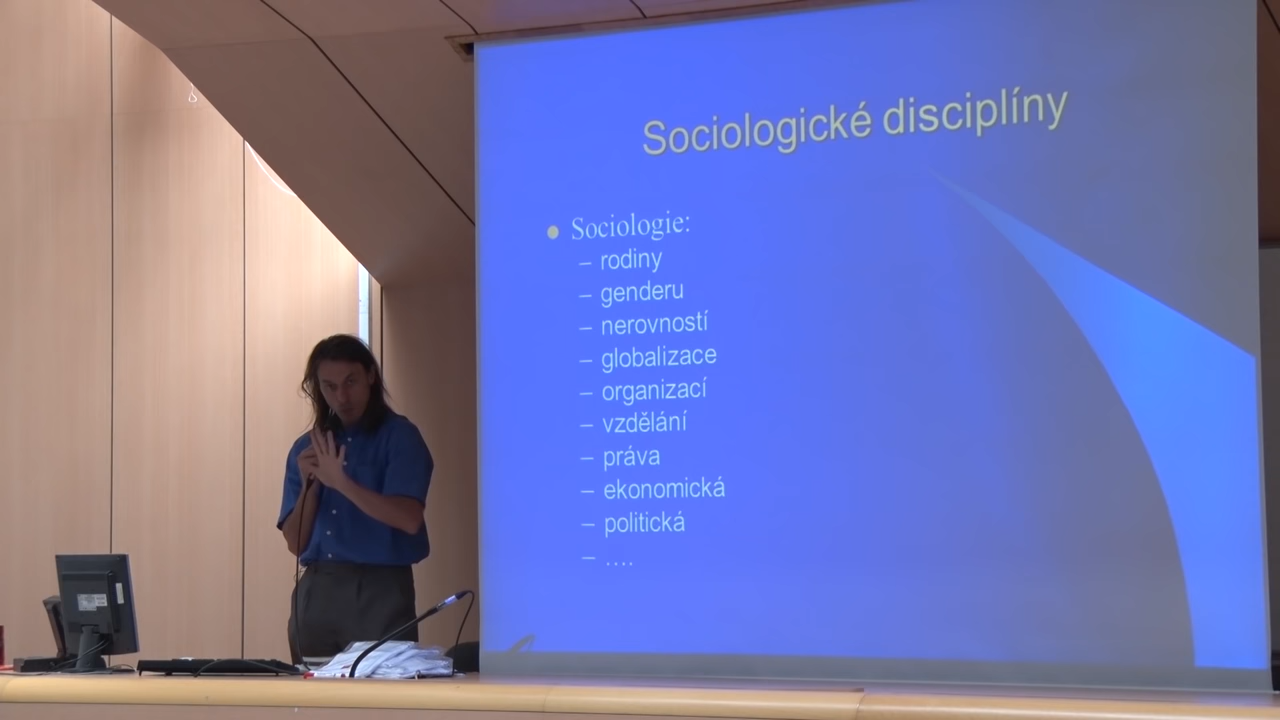 Sociologické disciplíny
Sociologie:
– rodiny
– genderu
– nerovností
– globalizace
– organizací
– vzdělání
– práva
– ekonomická
– politická
– ....